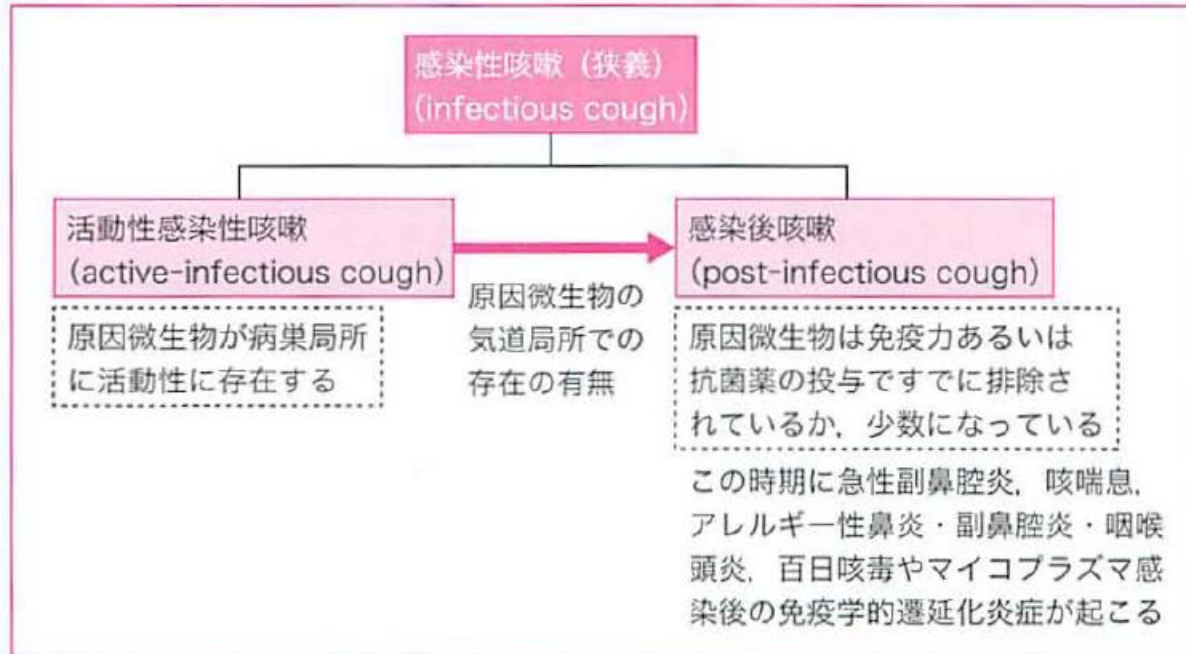 感染性咳嗽（狭義）
(infectious cough)
活動性感染性咳嗽
(active-infectious cough)
原因微生物が病巣局所
に活動性に存在する
原因微生物の
気道局所での
存在の有無
感染後咳嗽
(post-infectious cough)
原因微生物は免疫力あるいは
抗菌薬の投与ですでに排除さ
れているか，少数になっている
この時期に急性副鼻腔炎，咳喘息，
アレルギー性鼻炎・副鼻腔炎・咽喉
頭炎，百日咳毒やマイコプラズマ感
染後の免疫学的遷延化炎症が起こる